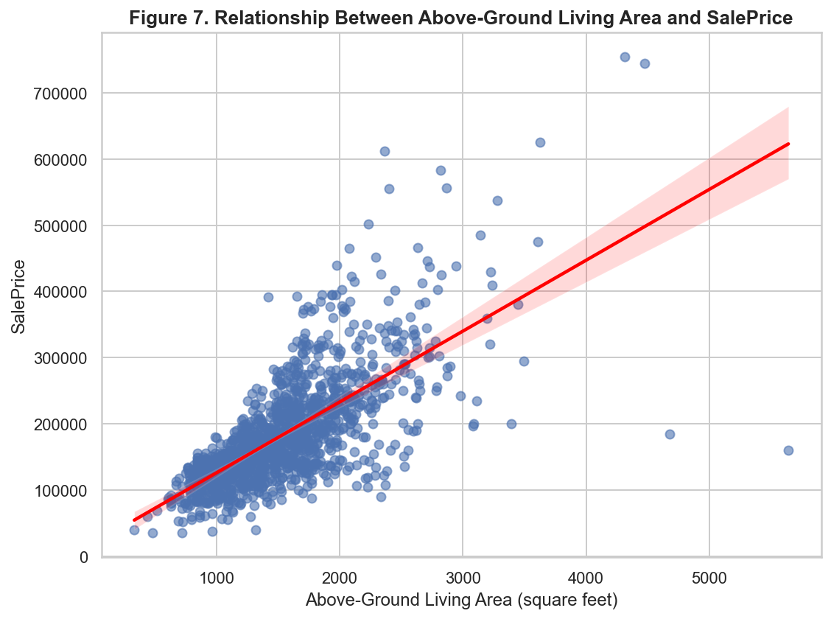 Figure 7. Relationship Between Above-Ground Living Area and SalePrice
SalePrice
700000
600000
500000
400000
300000
200000
100000
0
1000 2000 3000 4000 5000
Above-Ground Living Area (square feet)